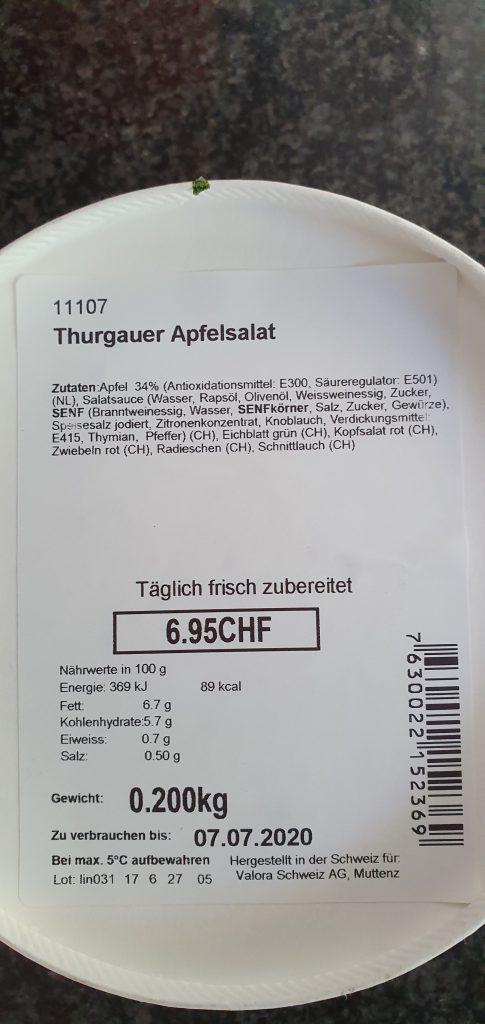 11107
Thurgauer Apfelsalat
Zutaten:Apfel 34% (Antioxidationsmittel: E300, Säureregulator: E501)
(NL), Salatsauce (Wasser, Rapsöl, Olivenöl, Weissweinessig, Zucker,
SENF (Branntweinessig, Wasser, SENFkörner, Salz, Zucker, Gewürze),
Speisesalz jodiert, Zitronenkonzentrat, Knoblauch, Verdickungsmittel:
E415, Thymian, Pfeffer) (CH), Eichblatt grün (CH), Kopfsalat rot (CH),
Zwiebeln rot (CH), Radieschen (CH), Schnittlauch (CH)
Täglich frisch zubereitet
6.95CHF
Nährwerte in 100 g
Energie: 369 kJ 89 kcal
Fett: 6.7 g
Kohlenhydrate:5.7 g
Eiweiss: 0.7 g
Salz: 0.50 g
Gewicht: 0.200kg
Zu verbrauchen bis: 07.07.2020
Bei max. 5°C aufbewahren Hergestellt in der Schweiz für:
Lot: lin031 17 6 27 05 Valora Schweiz AG, Muttenz
7630022152369